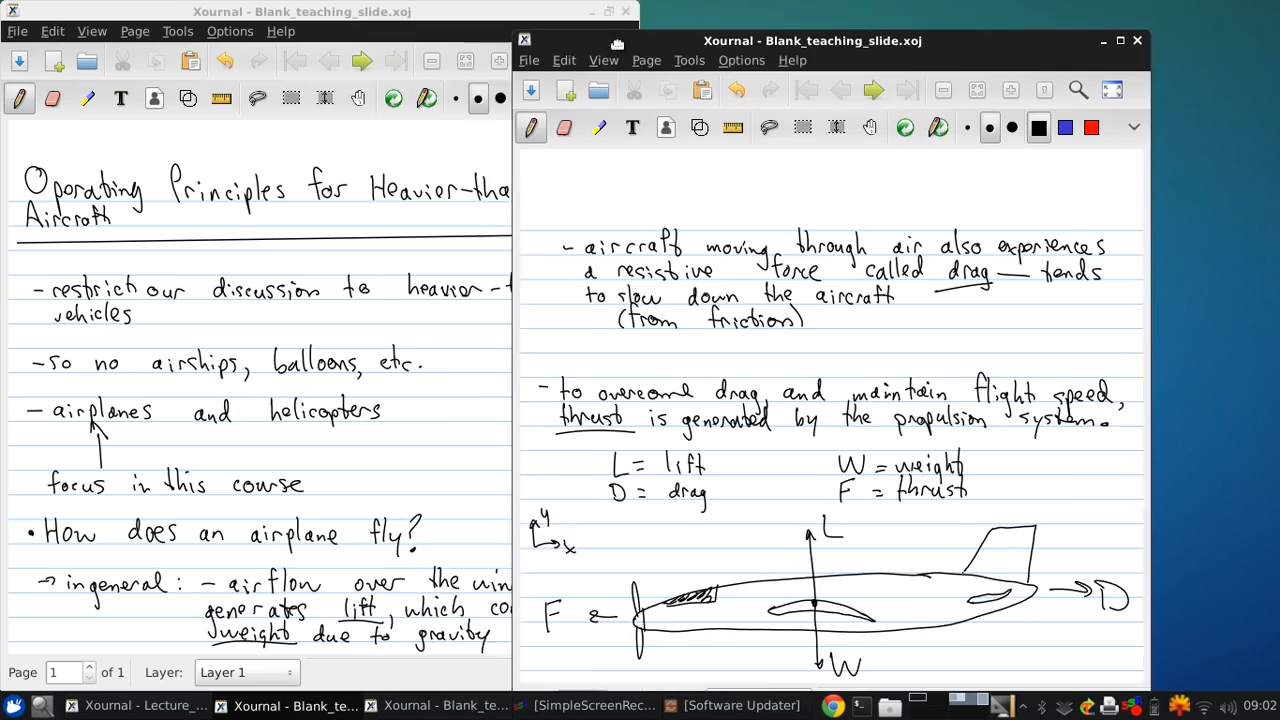 Xournal - Blank_teaching_slide.xoj
File Edit View Page Tools Options Help
Operating Principles for Heavier-tha
Aircraft
- restrict our discussion to heavier-t
vehicles
- so no airships, balloons, etc.
- airplanes and helicopters
focus in this course
• How does an airplane fly?
→ in general: - airflow over the win
generates lift, which co
weight due to gravity
Page 1 of 1 Layer: Layer 1
Xournal - Blank_teaching_slide.xoj
File Edit View Page Tools Options Help
- aircraft moving through air also experiences
a resistive force called drag — tends
to slow down the aircraft
(from friction)
- to overcome drag and maintain flight speed,
thrust is generated by the propulsion system.
L = lift W = weight
D = drag F = thrust
y
x
L
F
D
W
Xournal - Lecture_... Xournal - Blank_te... Xournal - Blank_te... [SimpleScreenRec... [Software Updater] 09:02